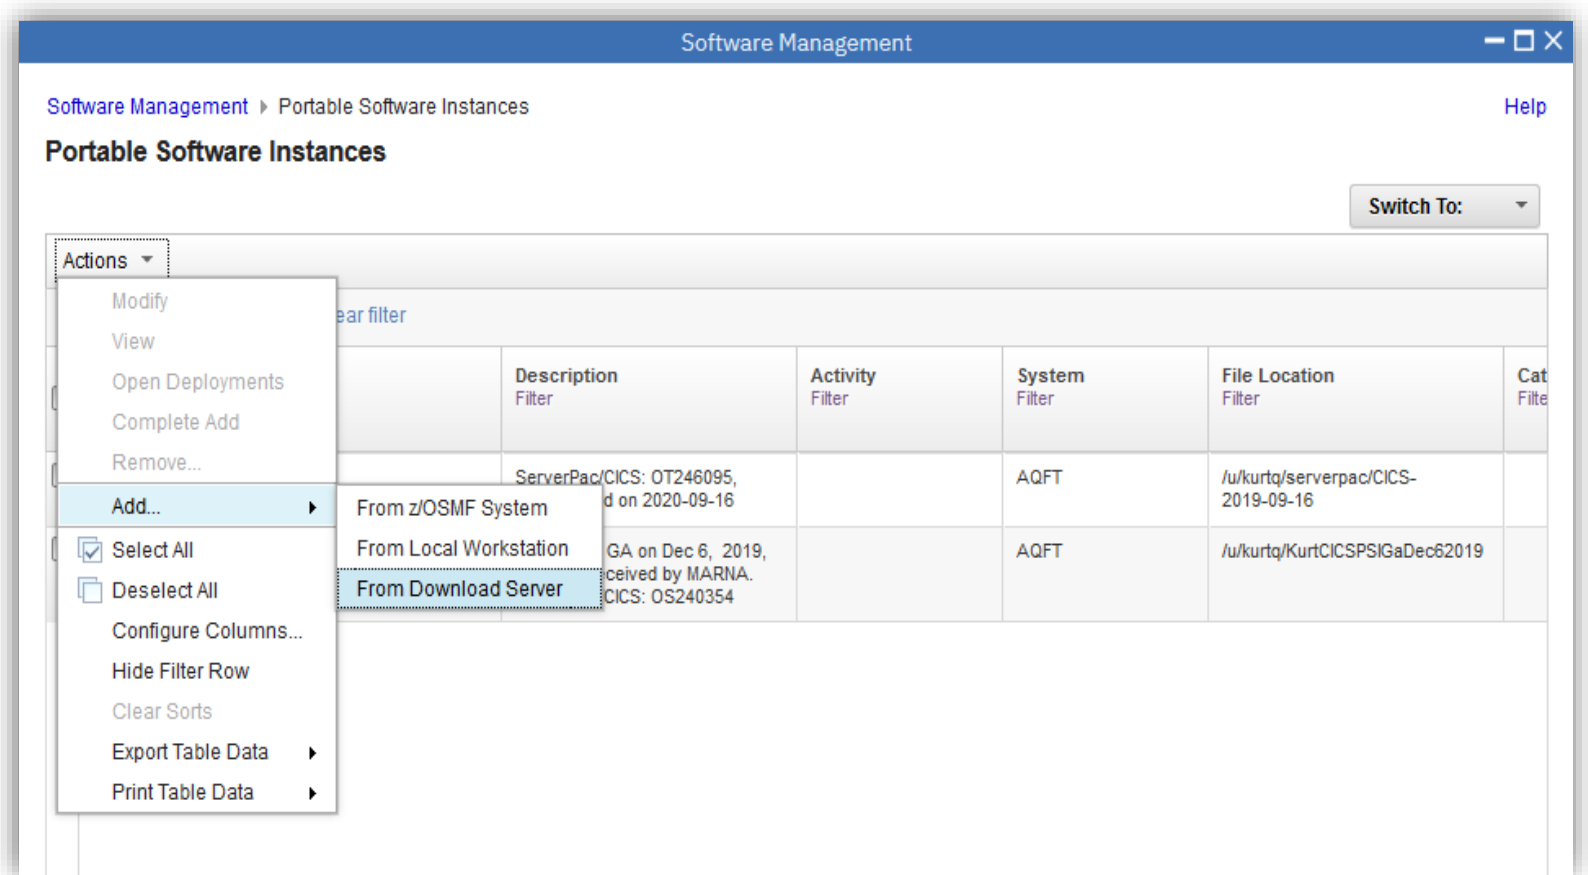 Software Management
Software Management Portable Software Instances
Help
Portable Software Instances
Switch To:
Actions
Modify
View
Open Deployments
Complete Add
Remove...
Add...
Select All
Deselect All
Configure Columns...
Hide Filter Row
Clear Sorts
Export Table Data
Print Table Data
From z/OSMF System
From Local Workstation
From Download Server
filter
Description
Filter
Activity
Filter
System
Filter
File Location
Filter
ServerPac/CICS: OT246095,
on 2020-09-16
AQFT
/u/kurtq/serverpac/CICS-
2019-09-16
GA on Dec 6, 2019,
by MARNA.
CICS: OS240354
AQFT
/u/kurtq/KurtCICSPSIGaDec62019